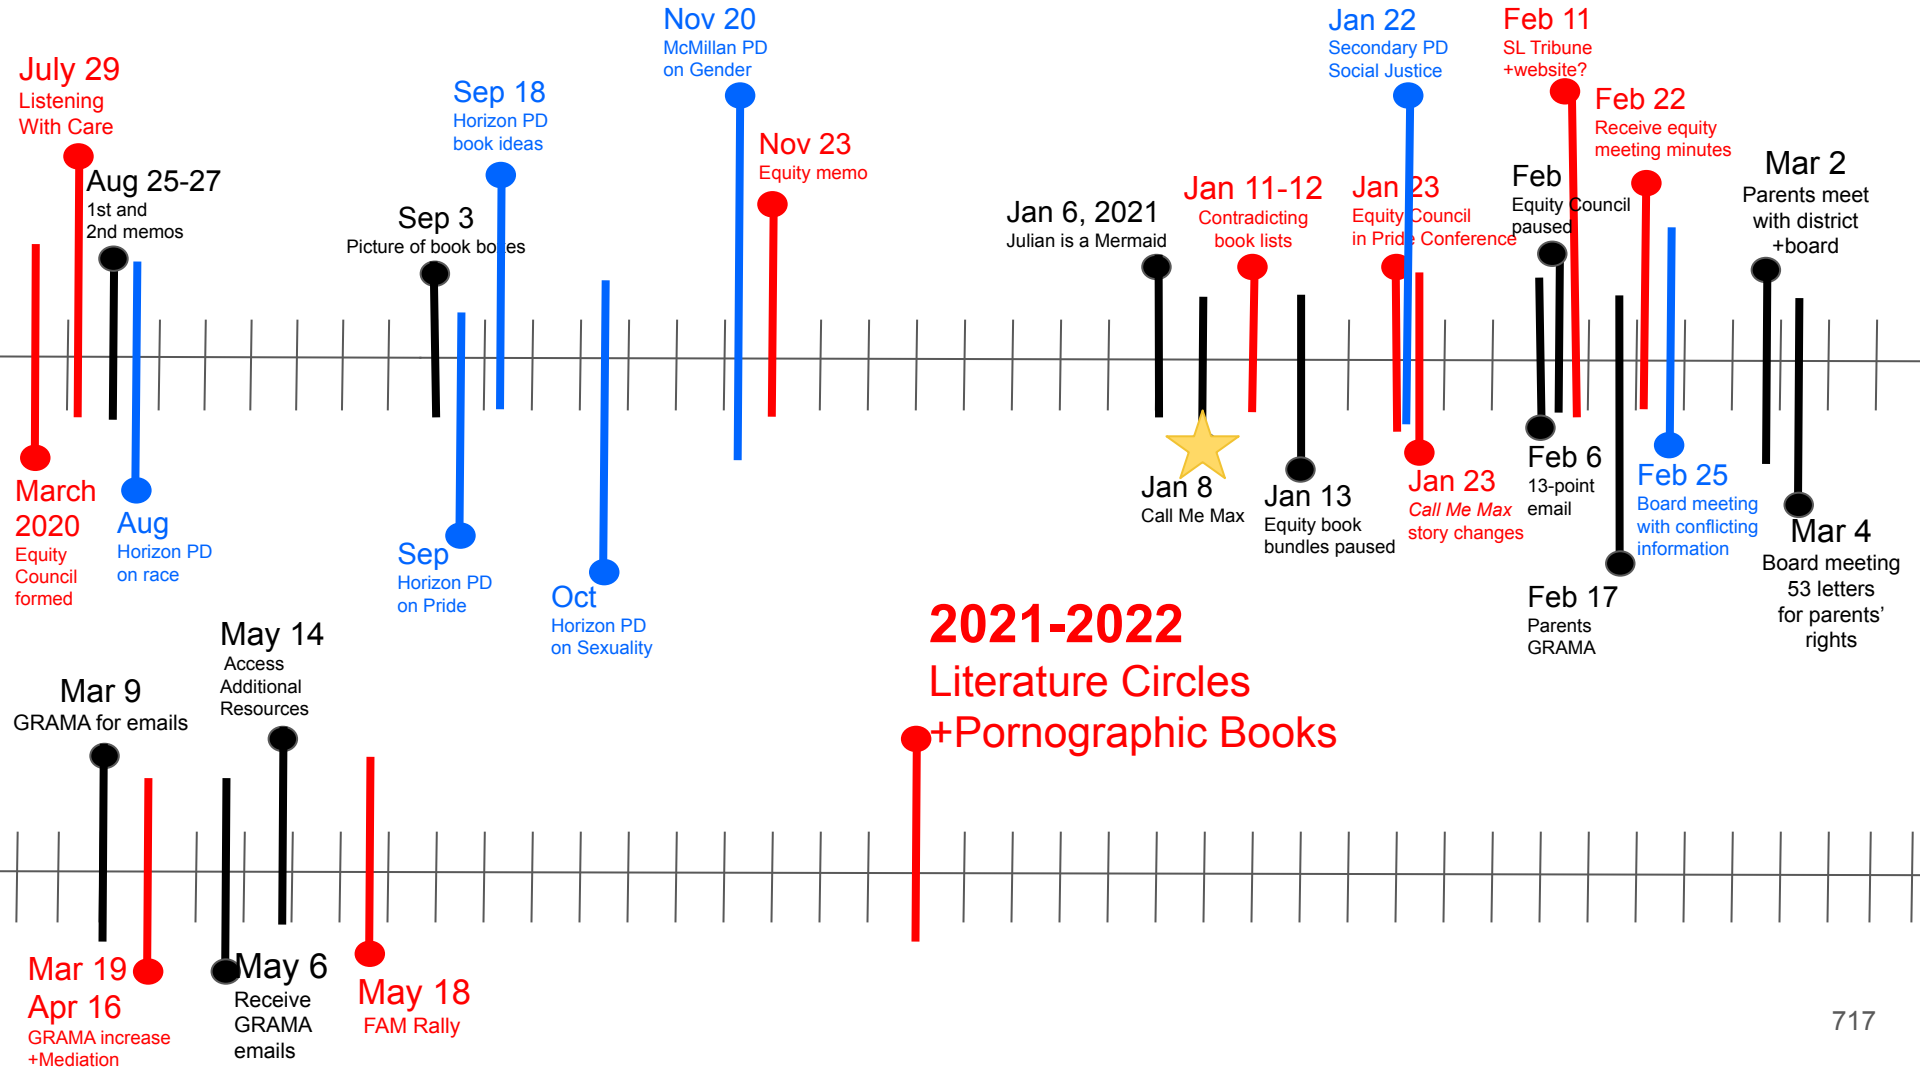 July 29
Listening
With Care
Aug 25-27
1st and
2nd memos
March
2020
Equity
Council
formed
Aug
Horizon PD
on race
Sep 3
Picture of book boxes
Sep 18
Horizon PD
book ideas
Sep
Horizon PD
on Pride
Oct
Horizon PD
on Sexuality
Nov 20
McMillan PD
on Gender
Nov 23
Equity memo
Jan 6, 2021
Julian is a Mermaid
Jan 8
Call Me Max
Jan 11-12
Contradicting
book lists
Jan 13
Equity book
bundles paused
Jan 22
Secondary PD
Social Justice
Jan 23
Equity Council
in Pride Conference
Jan 23
Call Me Max
story changes
Feb 11
SL Tribune
+website?
Feb
Equity Council
paused
Feb 6
13-point
email
Feb 17
Parents
GRAMA
Feb 22
Receive equity
meeting minutes
Feb 25
Board meeting
with conflicting
information
Mar 2
Parents meet
with district
+board
Mar 4
Board meeting
53 letters
for parents’
rights
Mar 9
GRAMA for emails
Mar 19
Apr 16
GRAMA increase
+Mediation
May 14
Access
Additional
Resources
May 6
Receive
GRAMA
emails
May 18
FAM Rally
2021-2022
Literature Circles
+Pornographic Books
717